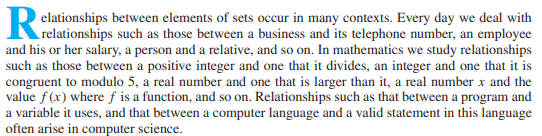 Relationships between elements of sets occur in many contexts. Every day we deal with
relationships such as those between a business and its telephone number, an employee
and his or her salary, a person and a relative, and so on. In mathematics we study relationships
such as those between a positive integer and one that it divides, an integer and one that it is
congruent to modulo 5, a real number and one that is larger than it, a real number x and the
value f(x) where f is a function, and so on. Relationships such as that between a program and
a variable it uses, and that between a computer language and a valid statement in this language
often arise in computer science.